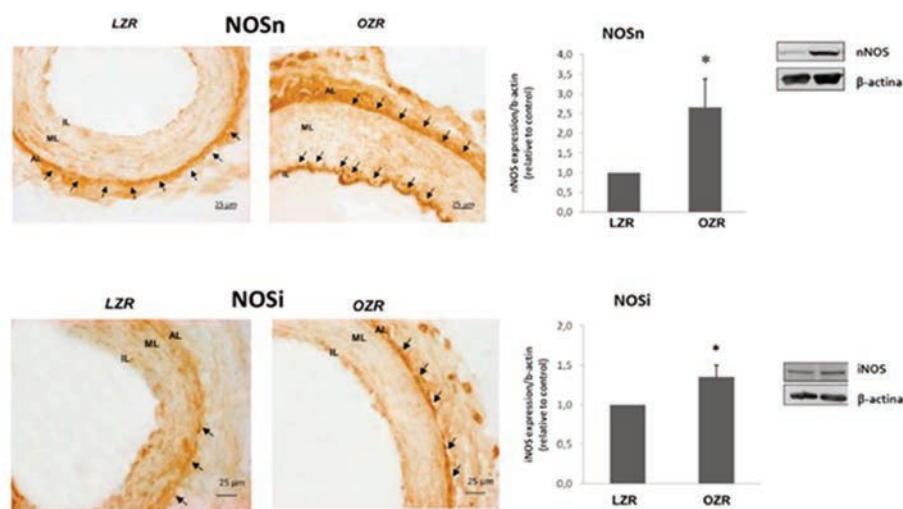 NOSn
LZR
OZR
IL
ML
AL
25 µm
AL
ML
IL
25 µm
NOSn
nNOS expression/b-actin
(relative to control)
4,0
3,5
3,0
2,5
2,0
1,5
1,0
0,5
0,0
*
LZR
OZR
nNOS
β-actina
NOSi
LZR
OZR
AL
ML
IL
25 µm
AL
ML
IL
25 µm
NOSi
iNOS expression/b-actin
(relative to control)
2,0
1,5
1,0
0,5
0,0
*
LZR
OZR
iNOS
β-actina